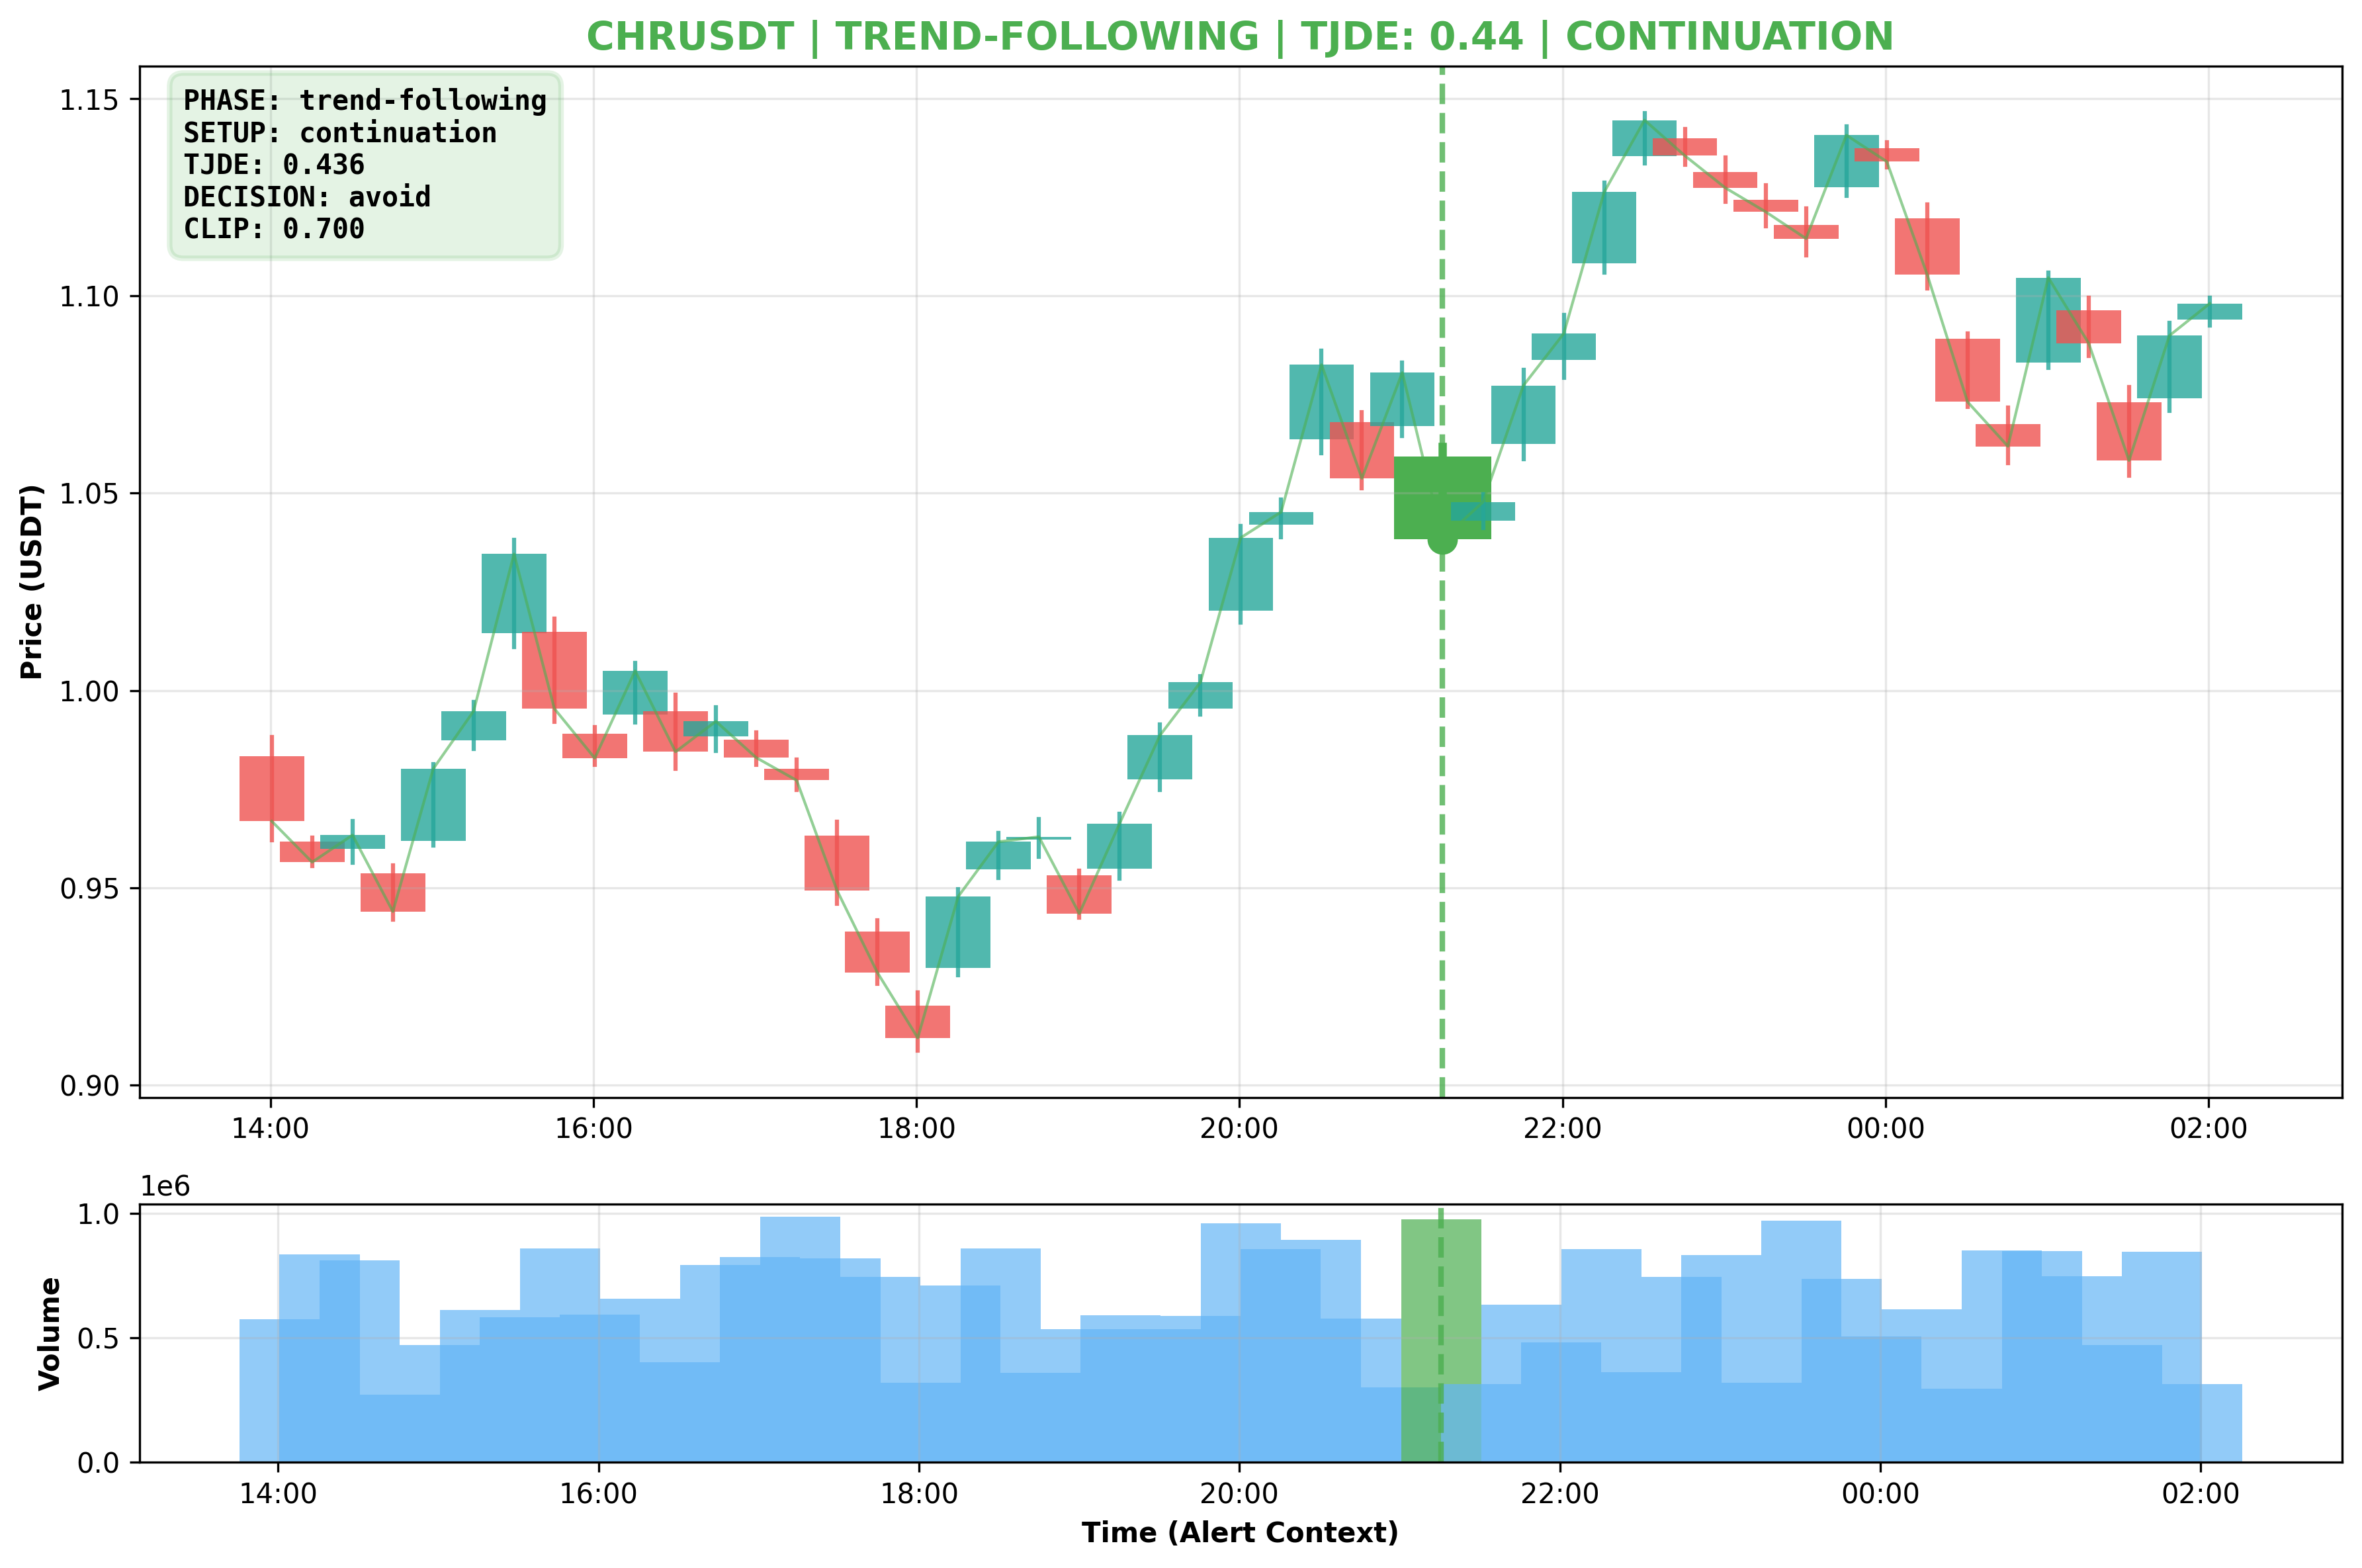 CHRUSDT | TREND-FOLLOWING | TJDE: 0.44 | CONTINUATION
PHASE: trend-following
SETUP: continuation
TJDE: 0.436
DECISION: avoid
CLIP: 0.700
Price (USDT)
1.15
1.10
1.05
1.00
0.95
0.90
14:00 16:00 18:00 20:00 22:00 00:00 02:00
1e6
Volume
1.0
0.5
0.0
14:00 16:00 18:00 20:00 22:00 00:00 02:00
Time (Alert Context)